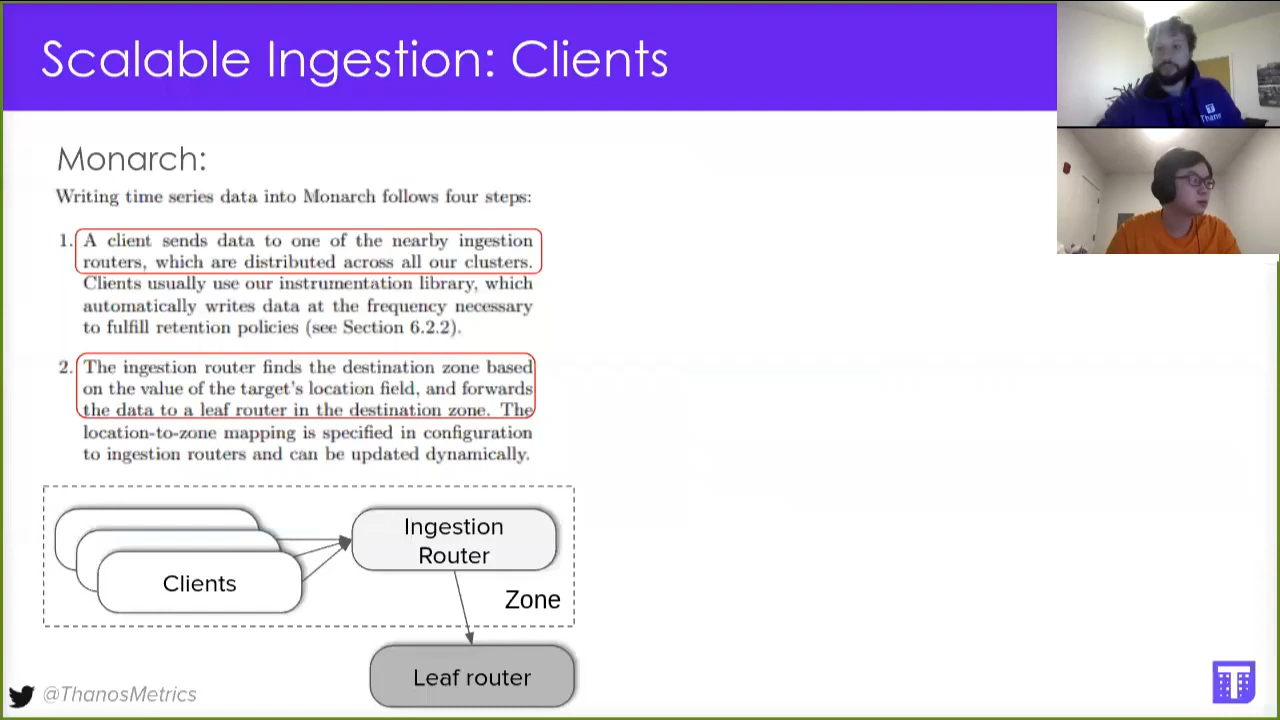 Scalable Ingestion: Clients
Monarch:
Writing time series data into Monarch follows four steps:
1. A client sends data to one of the nearby ingestion
routers, which are distributed across all our clusters.
Clients usually use our instrumentation library, which
automatically writes data at the frequency necessary
to fulfill retention policies (see Section 6.2.2).
2. The ingestion router finds the destination zone based
on the value of the target's location field, and forwards
the data to a leaf router in the destination zone. The
location-to-zone mapping is specified in configuration
to ingestion routers and can be updated dynamically.
Ingestion
Router
Clients
Zone
Leaf router
@ThanosMetrics